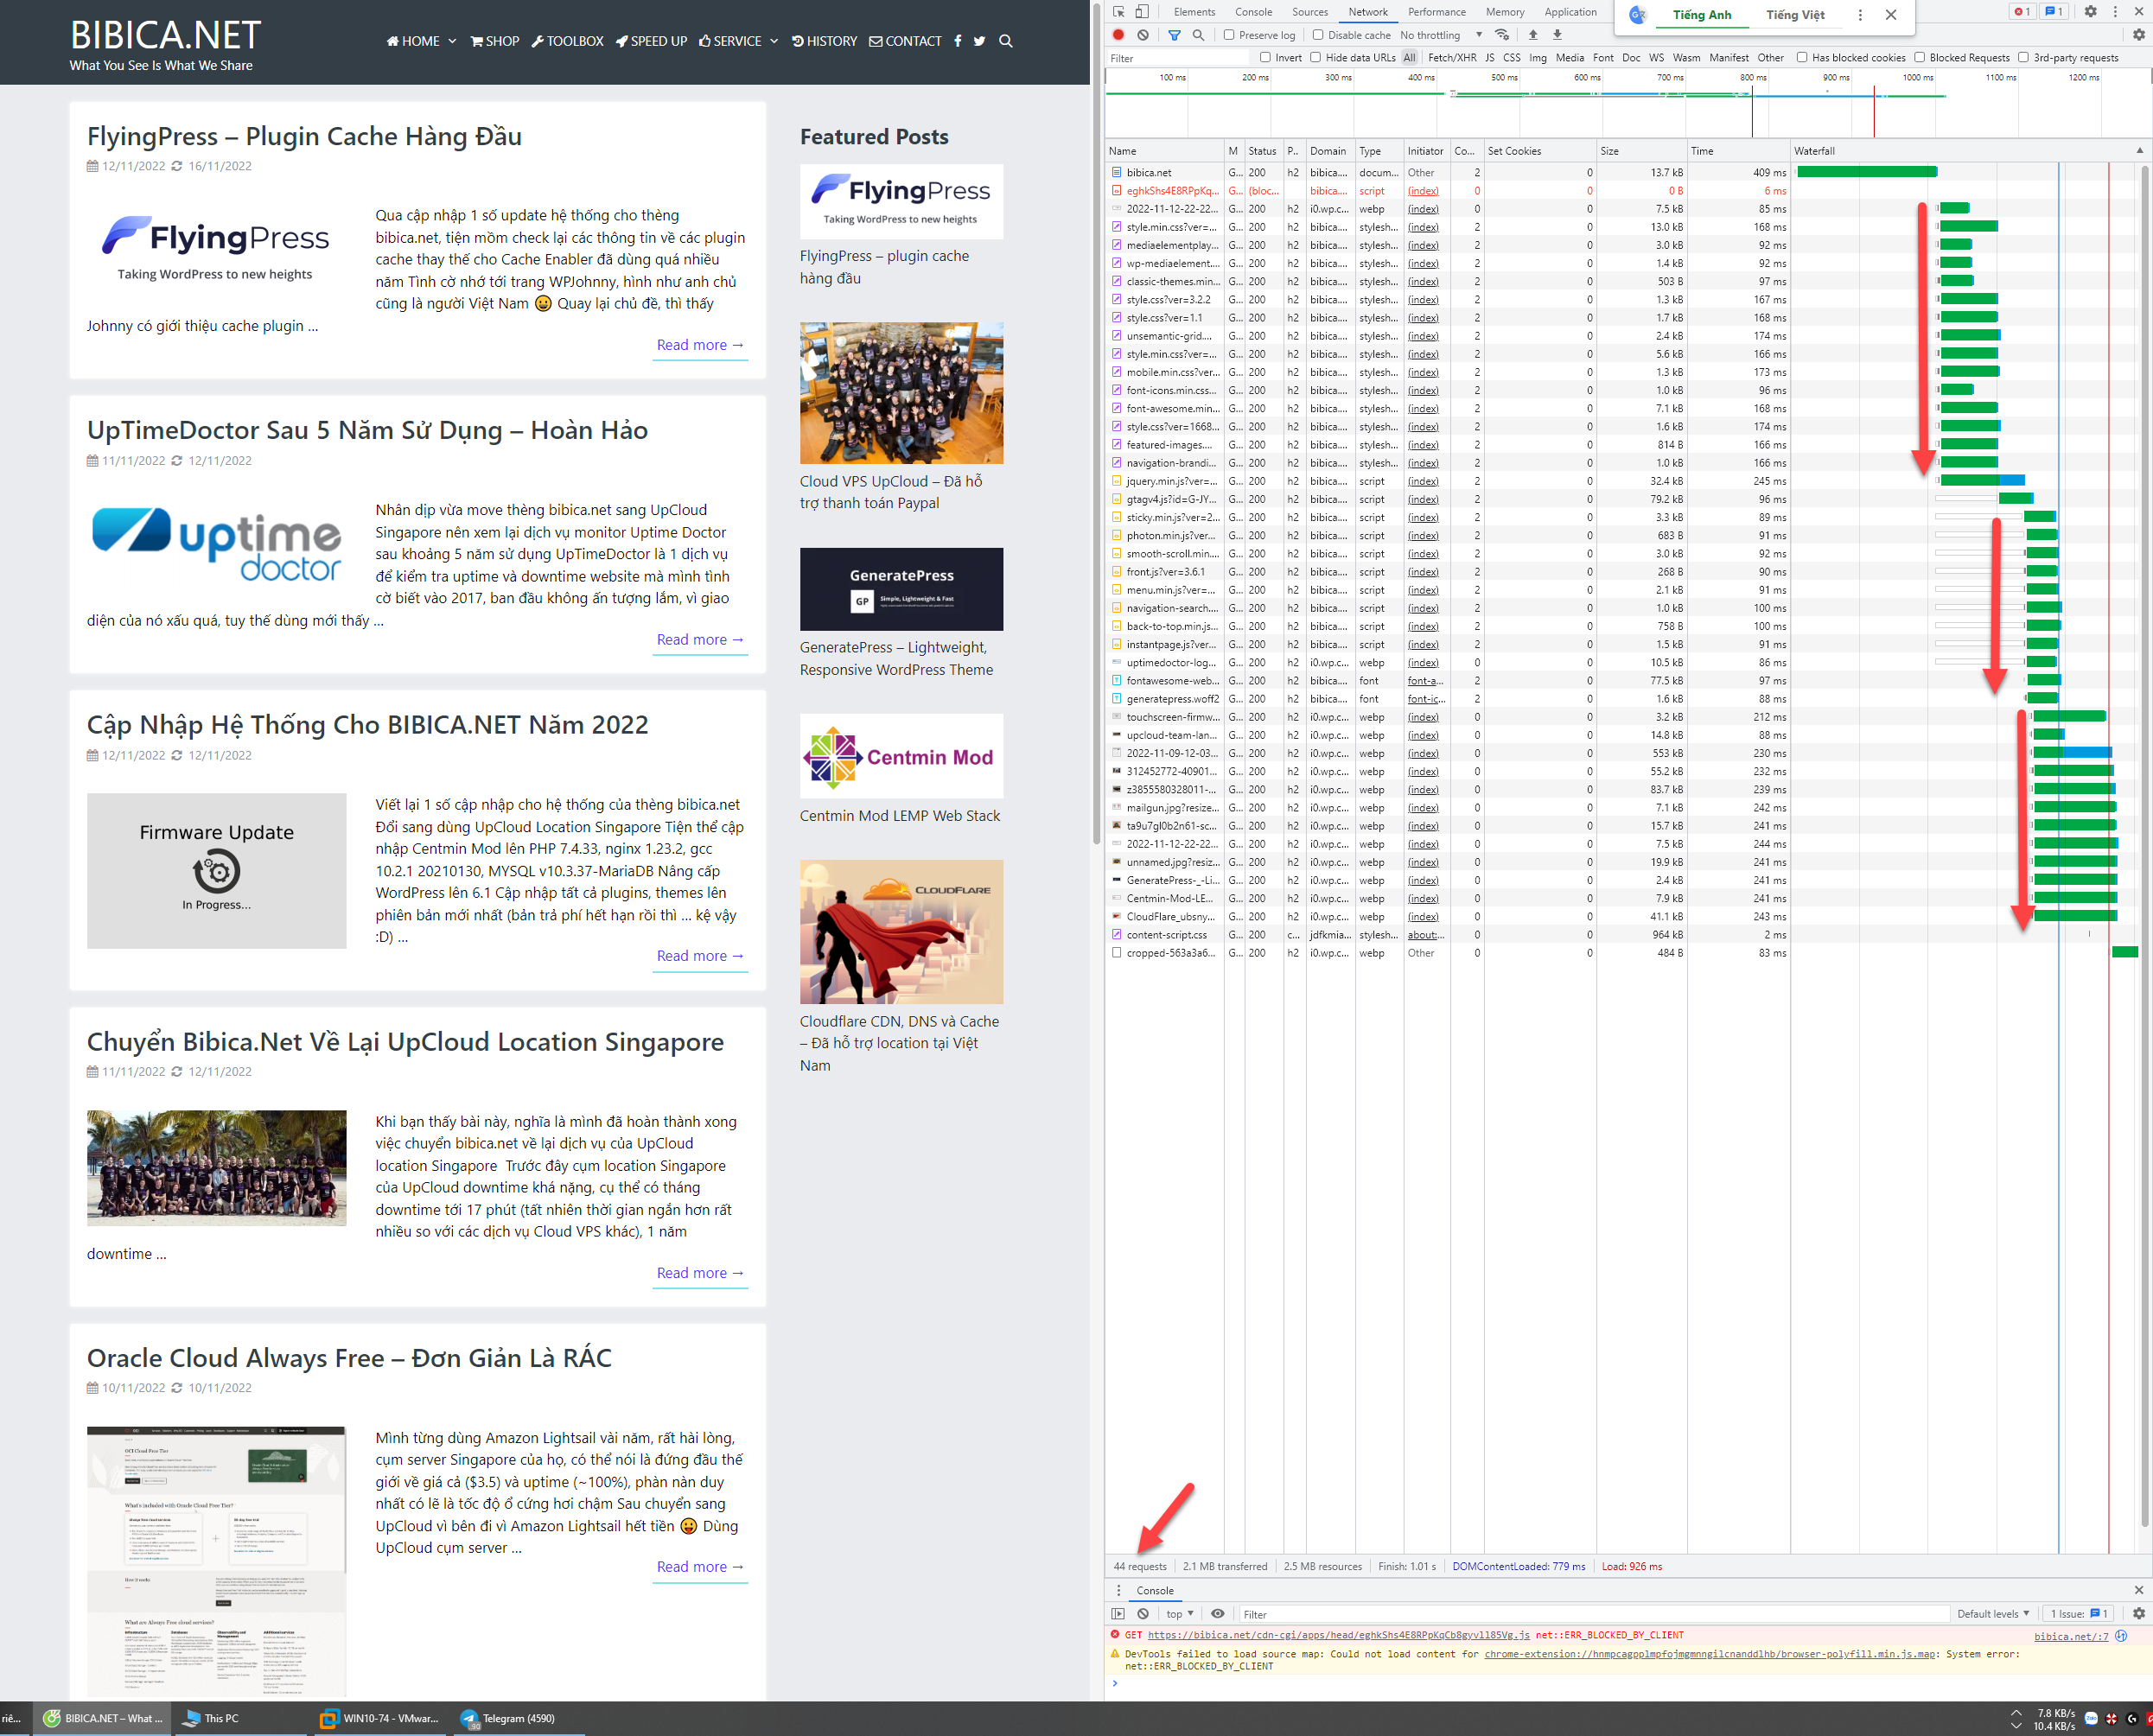 BIBICA.NET
What You See Is What We Share
HOME
SHOP
TOOLBOX
SPEED UP
SERVICE
HISTORY
CONTACT
FlyingPress – Plugin Cache Hàng Đầu
12/11/2022 16/11/2022
FlyingPress
Taking WordPress to new heights
Qua cập nhập 1 số update hệ thống cho thèng
bibica.net, tiện mồm check lại các thông tin về các plugin
cache thay thế cho Cache Enabler đã dùng quá nhiều
năm Tình cờ nhớ tới trang WPJohnny, hình như anh chủ
cũng là người Việt Nam 😀 Quay lại chủ đề, thì thấy
Johnny có giới thiệu cache plugin ...
Read more →
UpTimeDoctor Sau 5 Năm Sử Dụng – Hoàn Hảo
11/11/2022 12/11/2022
uptime
doctor
Nhân dịp vừa move thèng bibica.net sang UpCloud
Singapore nên xem lại dịch vụ monitor Uptime Doctor
sau khoảng 5 năm sử dụng UpTimeDoctor là 1 dịch vụ
để kiểm tra uptime và downtime website mà mình tình
cờ biết vào 2017, ban đầu không ấn tượng lắm, vì giao
diện của nó xấu quá, tuy thế dùng mới thấy ...
Read more →
Cập Nhập Hệ Thống Cho BIBICA.NET Năm 2022
12/11/2022 12/11/2022
Firmware Update
In Progress...
Viết lại 1 số cập nhập cho hệ thống của thèng bibica.net
Đổi sang dùng UpCloud Location Singapore Tiện thể cập
nhập Centmin Mod lên PHP 7.4.33, nginx 1.23.2, gcc
10.2.1 20210130, MYSQL v10.3.37-MariaDB Nâng cấp
WordPress lên 6.1 Cập nhập tất cả plugins, themes lên
phiên bản mới nhất (bản trả phí hết hạn rồi thì ... kệ vậy
:D) ...
Read more →
Chuyển Bibica.Net Về Lại UpCloud Location Singapore
11/11/2022 12/11/2022
Khi bạn thấy bài này, nghĩa là mình đã hoàn thành xong
việc chuyển bibica.net về lại dịch vụ của UpCloud
location Singapore Trước đây cụm location Singapore
của UpCloud downtime khá nặng, cụ thể có tháng
downtime tới 17 phút (tất nhiên thời gian ngắn hơn rất
nhiều so với các dịch vụ Cloud VPS khác), 1 năm
downtime ...
Read more →
Oracle Cloud Always Free – Đơn Giản Là RÁC
10/11/2022 10/11/2022
Mình từng dùng Amazon Lightsail vài năm, rất hài lòng,
cụm server Singapore của họ, có thể nói là đứng đầu thế
giới về giá cả ($3.5) và uptime (~100%), phàn nàn duy
nhất có lẽ là tốc độ ổ cứng hơi chậm Sau chuyển sang
UpCloud vì bên đi vì Amazon Lightsail hết tiền 😛 Dùng
UpCloud cụm server ...
Read more →
Featured Posts
FlyingPress
Taking WordPress to new heights
FlyingPress – plugin cache
hàng đầu
Cloud VPS UpCloud – Đã hỗ
trợ thanh toán Paypal
GeneratePress
GP Simple, Lightweight & Fast
GeneratePress – Lightweight,
Responsive WordPress Theme
Centmin Mod
Centmin Mod LEMP Web Stack
CLOUDFLARE
Cloudflare CDN, DNS và Cache
– Đã hỗ trợ location tại Việt
Nam
Elements Console Sources Network Performance Memory Application
Tiếng Anh Tiếng Việt
1 1
Preserve log Disable cache No throttling
Filter Invert Hide data URLs All Fetch/XHR JS CSS Img Media Font Doc WS Wasm Manifest Other Has blocked cookies Blocked Requests 3rd-party requests
100 ms 200 ms 300 ms 400 ms 500 ms 600 ms 700 ms 800 ms 900 ms 1000 ms 1100 ms 1200 ms
Name M Status P.. Domain Type Initiator Co... Set Cookies Size Time Waterfall
bibica.net G... 200 h2 bibica.... docum... Other 2 0 13.7 kB 409 ms
eghkShs4E8RPpKq... G... (bloc... bibica.... script (index) 0 0 0 B 6 ms
2022-11-12-22-22... G... 200 h2 i0.wp.c... webp (index) 0 0 7.5 kB 85 ms
style.min.css?ver=... G... 200 h2 bibica.... stylesh... (index) 2 0 13.0 kB 168 ms
mediaelementplay... G... 200 h2 bibica.... stylesh... (index) 2 0 3.0 kB 92 ms
wp-mediaelement.... G... 200 h2 bibica.... stylesh... (index) 2 0 1.4 kB 92 ms
classic-themes.min... G... 200 h2 bibica.... stylesh... (index) 2 0 503 B 97 ms
style.css?ver=3.2.2 G... 200 h2 bibica.... stylesh... (index) 2 0 1.3 kB 167 ms
style.css?ver=1.1 G... 200 h2 bibica.... stylesh... (index) 2 0 1.7 kB 168 ms
unsemantic-grid.... G... 200 h2 bibica.... stylesh... (index) 2 0 2.4 kB 174 ms
style.min.css?ver=... G... 200 h2 bibica.... stylesh... (index) 2 0 5.6 kB 166 ms
mobile.min.css?ver... G... 200 h2 bibica.... stylesh... (index) 2 0 1.3 kB 173 ms
font-icons.min.css... G... 200 h2 bibica.... stylesh... (index) 2 0 1.0 kB 96 ms
font-awesome.min... G... 200 h2 bibica.... stylesh... (index) 2 0 7.1 kB 168 ms
style.css?ver=1668... G... 200 h2 bibica.... stylesh... (index) 2 0 1.6 kB 174 ms
featured-images.... G... 200 h2 bibica.... stylesh... (index) 2 0 814 B 166 ms
navigation-brandi... G... 200 h2 bibica.... stylesh... (index) 2 0 1.0 kB 166 ms
jquery.min.js?ver=... G... 200 h2 bibica.... script (index) 2 0 32.4 kB 245 ms
gtagv4.js?id=G-JY... G... 200 h2 bibica.... script (index) 2 0 79.2 kB 96 ms
sticky.min.js?ver=2... G... 200 h2 bibica.... script (index) 2 0 3.3 kB 89 ms
photon.min.js?ver... G... 200 h2 bibica.... script (index) 2 0 683 B 91 ms
smooth-scroll.min.... G... 200 h2 bibica.... script (index) 2 0 3.0 kB 92 ms
front.js?ver=3.6.1 G... 200 h2 bibica.... script (index) 2 0 268 B 90 ms
menu.min.js?ver=... G... 200 h2 bibica.... script (index) 2 0 2.1 kB 91 ms
navigation-search.... G... 200 h2 bibica.... script (index) 2 0 1.0 kB 100 ms
back-to-top.min.js... G... 200 h2 bibica.... script (index) 2 0 758 B 100 ms
instantpage.js?ver... G... 200 h2 bibica.... script (index) 2 0 1.5 kB 91 ms
uptimedoctor-log... G... 200 h2 i0.wp.c... webp (index) 0 0 10.5 kB 86 ms
fontawesome-web... G... 200 h2 bibica.... font font-a... 2 0 77.5 kB 97 ms
generatepress.woff2 G... 200 h2 bibica.... font font-ic... 2 0 1.6 kB 88 ms
touchscreen-firmw... G... 200 h2 i0.wp.c... webp (index) 0 0 3.2 kB 212 ms
upcloud-team-lan... G... 200 h2 i0.wp.c... webp (index) 0 0 14.8 kB 88 ms
2022-11-09-12-03... G... 200 h2 i0.wp.c... webp (index) 0 0 553 kB 230 ms
312452772-40901... G... 200 h2 i0.wp.c... webp (index) 0 0 55.2 kB 232 ms
z3855580328011-... G... 200 h2 i0.wp.c... webp (index) 0 0 83.7 kB 239 ms
mailgun.jpg?resize... G... 200 h2 i0.wp.c... webp (index) 0 0 7.1 kB 242 ms
ta9u7gl0b2n61-sc... G... 200 h2 i0.wp.c... webp (index) 0 0 15.7 kB 241 ms
2022-11-12-22-22... G... 200 h2 i0.wp.c... webp (index) 0 0 7.5 kB 244 ms
unnamed.jpg?resiz... G... 200 h2 i0.wp.c... webp (index) 0 0 19.9 kB 241 ms
GeneratePress-_-Li... G... 200 h2 i0.wp.c... webp (index) 0 0 2.4 kB 241 ms
Centmin-Mod-LE... G... 200 h2 i0.wp.c... webp (index) 0 0 7.9 kB 241 ms
CloudFlare_ubsny... G... 200 h2 i0.wp.c... webp (index) 0 0 41.1 kB 243 ms
content-script.css G... 200 c... jdfkmia... stylesh... about:... 0 0 964 kB 2 ms
cropped-563a3a6... G... 200 h2 i0.wp.c... webp Other 0 0 484 B 83 ms
44 requests 2.1 MB transferred 2.5 MB resources Finish: 1.01 s DOMContentLoaded: 779 ms Load: 926 ms
Console
top Filter Default levels 1 Issue: 1
GET https://bibica.net/cdn-cgi/apps/head/eghkShs4E8RPpKqCb8gyvl185Vg.js net::ERR_BLOCKED_BY_CLIENT bibica.net/:7
DevTools failed to load source map: Could not load content for chrome-extension://hnmpcagpplmpfojmgmnngilcnanddlhb/browser-polyfill.min.js.map: System error:
net::ERR_BLOCKED_BY_CLIENT
riê...
BIBICA.NET – What ...
This PC
WIN10-74 - VMwar...
Telegram (4590)
7.8 KB/s
10.4 KB/s